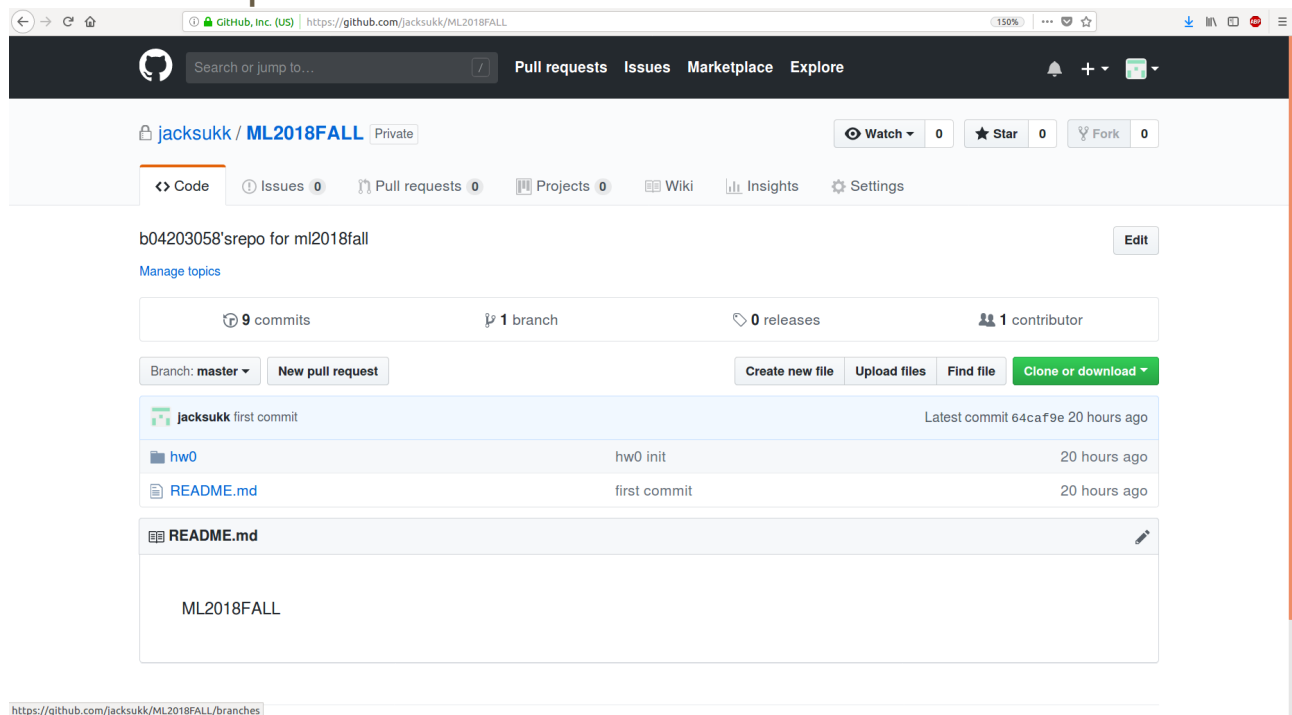 GitHub, Inc. (US) https://github.com/jacksukk/ML2018FALL 150%
Search or jump to... / Pull requests Issues Marketplace Explore
jacksukk / ML2018FALL Private Watch 0 Star 0 Fork 0
Code Issues 0 Pull requests 0 Projects 0 Wiki Insights Settings
b04203058'srepo for ml2018fall Edit
Manage topics
9 commits 1 branch 0 releases 1 contributor
Branch: master New pull request Create new file Upload files Find file Clone or download
jacksukk first commit Latest commit 64caf9e 20 hours ago
hw0 hw0 init 20 hours ago
README.md first commit 20 hours ago
README.md
ML2018FALL
https://github.com/jacksukk/ML2018FALL/branches